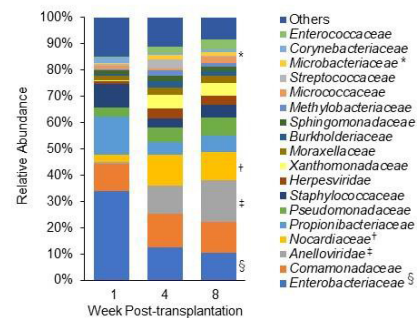 100%
90%
80%
70%
60%
50%
40%
30%
20%
10%
0%
Relative Abundance
*
†
‡
§
1 4 8
Week Post-transplantation
Others
Enterococcaceae
Corynebacteriaceae
Microbacteriaceae *
Streptococcaceae
Micrococcaceae
Methylobacteriaceae
Sphingomonadaceae
Burkholderiaceae
Moraxellaceae
Xanthomonadaceae
Herpesviridae
Staphylococcaceae
Pseudomonadaceae
Propionibacteriaceae
Nocardiaceae†
Anelloviridae‡
Comamonadaceae
Enterobacteriaceae§